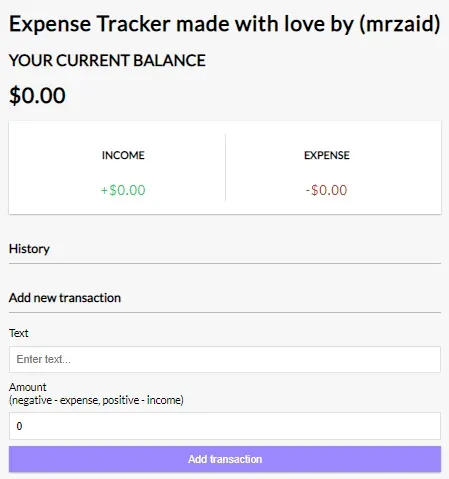 Expense Tracker made with love by (mrzaid)
YOUR CURRENT BALANCE
$0.00
INCOME
EXPENSE
+$0.00
-$0.00
History
Add new transaction
Text
Enter text...
Amount
(negative - expense, positive - income)
0
Add transaction